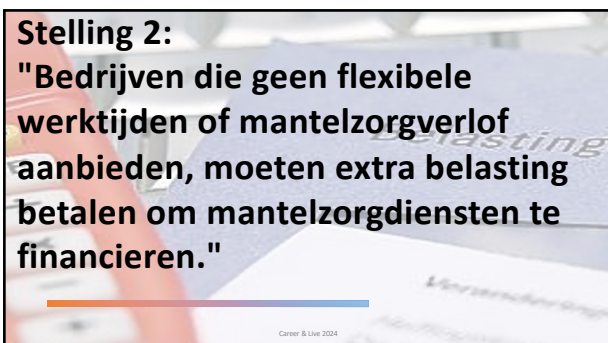 Stelling 2:
"Bedrijven die geen flexibele
werktijden of mantelzorgverlof
aanbieden, moeten extra belasting
betalen om mantelzorgdiensten te
financieren."
Belasting
Career & Live 2024